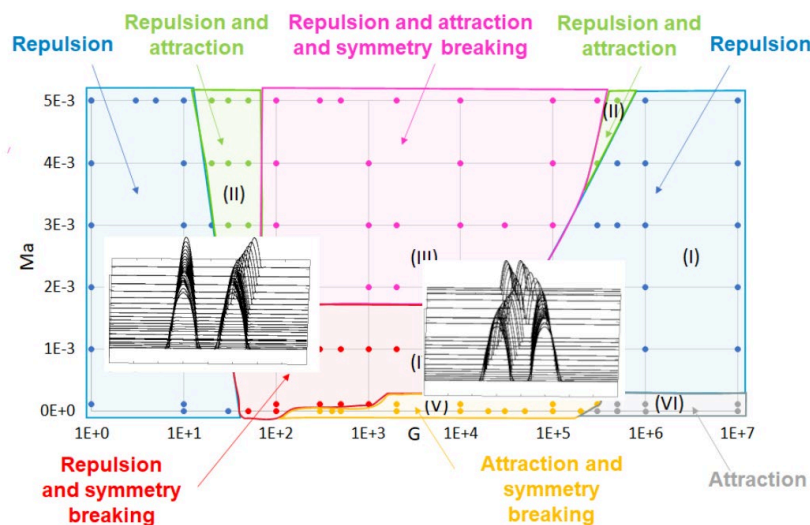 Repulsion
Repulsion and
attraction
Repulsion and attraction
and symmetry breaking
Repulsion and
attraction
Repulsion
Ma
5E-3
4E-3
3E-3
2E-3
1E-3
0E+0
(II)
(II)
(III)
(I)
(I
(V)
(VI)
1E+0
1E+1
1E+2
1E+3
G
1E+4
1E+5
1E+6
1E+7
Repulsion
and symmetry
breaking
Attraction and
symmetry
breaking
Attraction